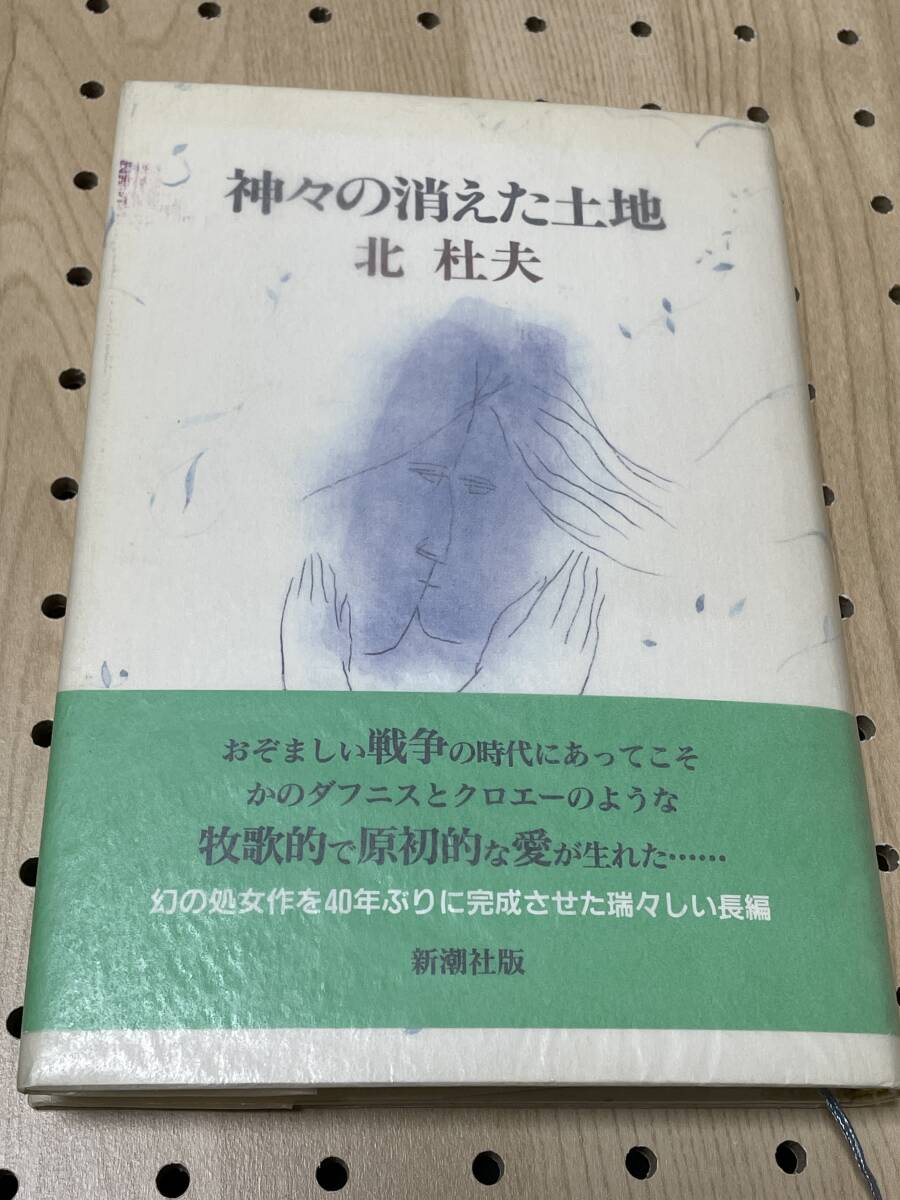 神々の消えた土地
北 杜夫
おぞましい戦争の時代にあってこそ
かのダフニスとクロエーのような
牧歌的で原初的な愛が生れた……
幻の処女作を40年ぶりに完成させた瑞々しい長編
新潮社版